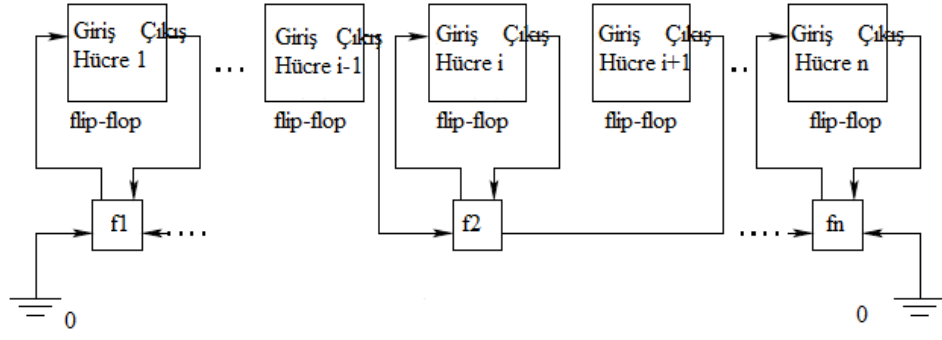 Giriş Çıkış
Hücre 1
flip-flop
....
Giriş Çıkış
Hücre i-1
flip-flop
Giriş Çıkış
Hücre i
flip-flop
Giriş Çıkış
Hücre i+1
flip-flop
..
Giriş Çıkış
Hücre n
flip-flop
f1
.....
f2
....
fn
0
0